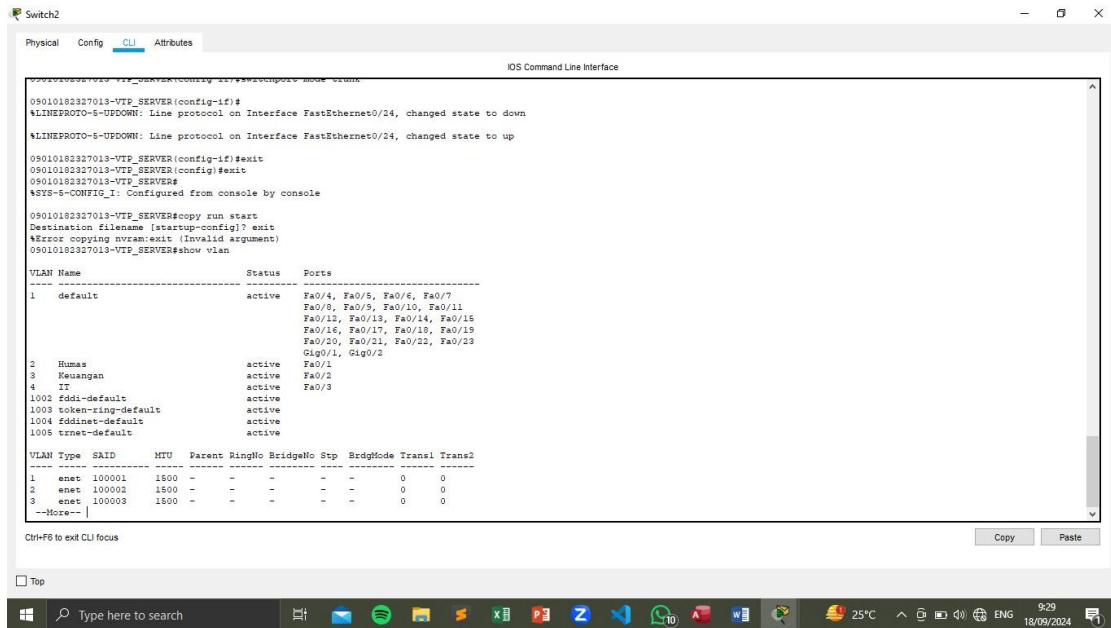 Switch2
Physical Config CLI Attributes
IOS Command Line Interface
09010182327013-VTP_SERVER(config-if)#switchport mode trunk
09010182327013-VTP_SERVER(config-if)#
%LINEPROTO-5-UPDOWN: Line protocol on Interface FastEthernet0/24, changed state to down
%LINEPROTO-5-UPDOWN: Line protocol on Interface FastEthernet0/24, changed state to up
09010182327013-VTP_SERVER(config-if)#exit
09010182327013-VTP_SERVER(config)#exit
09010182327013-VTP_SERVER#
%SYS-5-CONFIG_I: Configured from console by console
09010182327013-VTP_SERVER#copy run start
Destination filename [startup-config]? exit
%Error copying nvram:exit (Invalid argument)
09010182327013-VTP_SERVER#show vlan
VLAN Name Status Ports
---- -------------------------------- --------- -------------------------------
1 default active Fa0/4, Fa0/5, Fa0/6, Fa0/7
Fa0/8, Fa0/9, Fa0/10, Fa0/11
Fa0/12, Fa0/13, Fa0/14, Fa0/15
Fa0/16, Fa0/17, Fa0/18, Fa0/19
Fa0/20, Fa0/21, Fa0/22, Fa0/23
Gig0/1, Gig0/2
2 Humas active Fa0/1
3 Keuangan active Fa0/2
4 IT active Fa0/3
1002 fddi-default active
1003 token-ring-default active
1004 fddinet-default active
1005 trnet-default active
VLAN Type SAID MTU Parent RingNo BridgeNo Stp BrdgMode Trans1 Trans2
---- ----- ---------- ----- ------ ------ -------- ---- -------- ------ ------
1 enet 100001 1500 - - - - - 0 0
2 enet 100002 1500 - - - - - 0 0
3 enet 100003 1500 - - - - - 0 0
--More--
Ctrl+F6 to exit CLI focus
Copy Paste
Top
Type here to search
10
25°C
ENG
9:29
18/09/2024
1